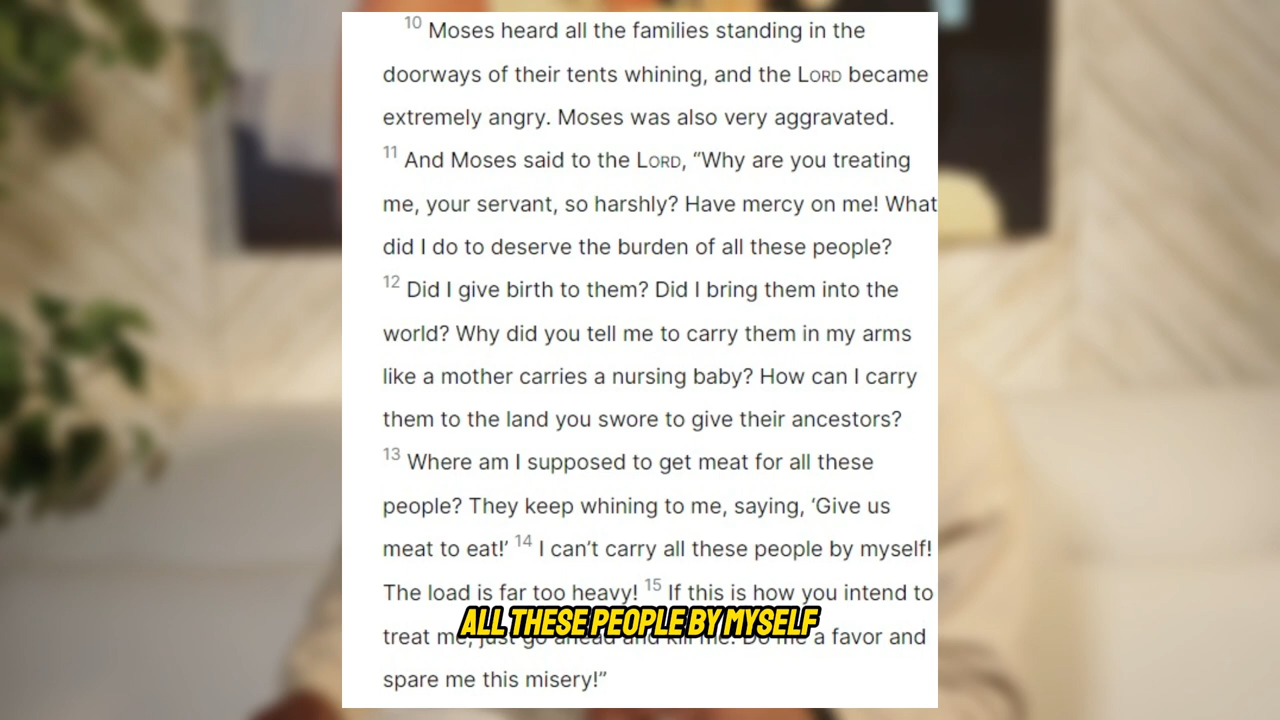 10 Moses heard all the families standing in the
doorways of their tents whining, and the LORD became
extremely angry. Moses was also very aggravated.
11 And Moses said to the LORD, “Why are you treating
me, your servant, so harshly? Have mercy on me! What
did I do to deserve the burden of all these people?
12 Did I give birth to them? Did I bring them into the
world? Why did you tell me to carry them in my arms
like a mother carries a nursing baby? How can I carry
them to the land you swore to give their ancestors?
13 Where am I supposed to get meat for all these
people? They keep whining to me, saying, ‘Give us
meat to eat!’ 14 I can’t carry all these people by myself!
The load is far too heavy! 15 If this is how you intend to
ALL THESE PEOPLE BY MYSELF
treat me, just go ahead and kill me. Do me a favor and
spare me this misery!”